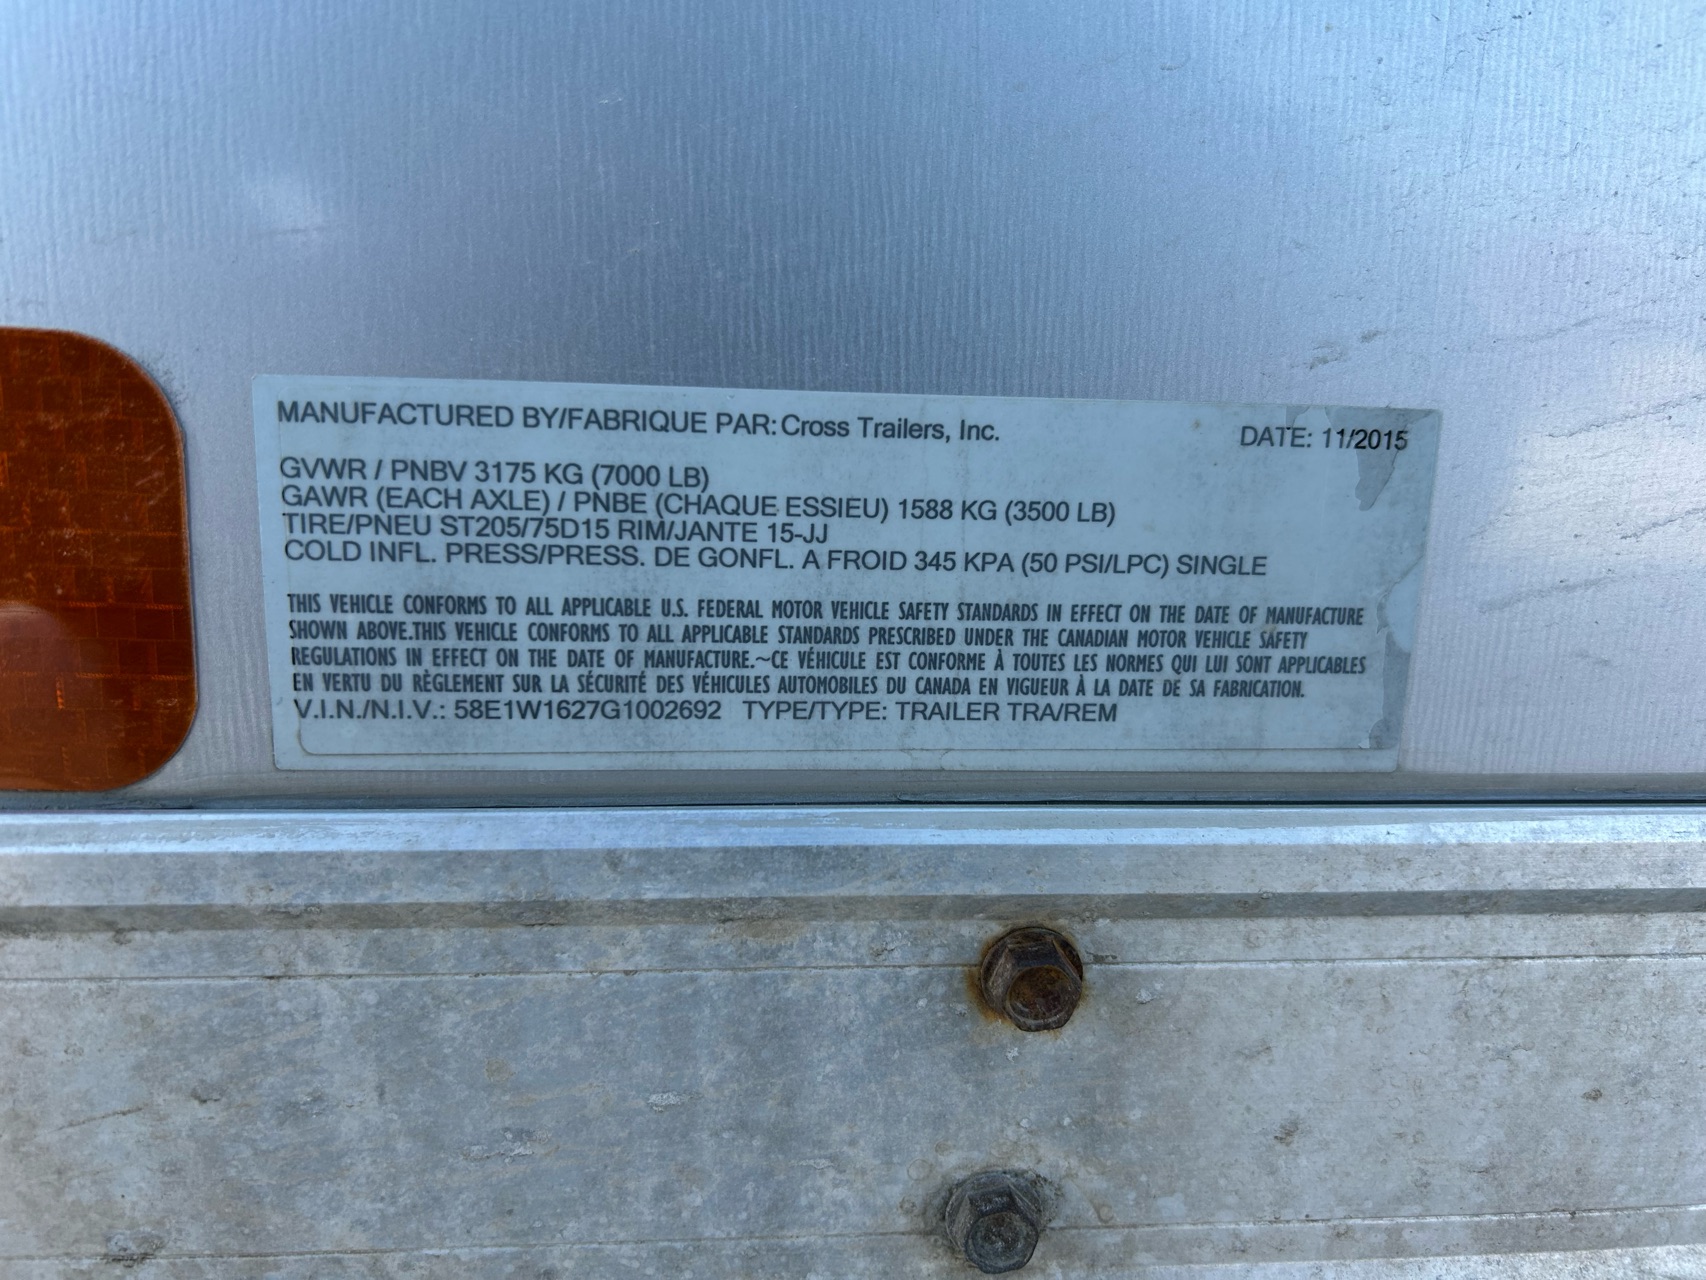 MANUFACTURED BY/FABRIQUE PAR: Cross Trailers, Inc. DATE: 11/2015
GVWR / PNBV 3175 KG (7000 LB)
GAWR (EACH AXLE) / PNBE (CHAQUE ESSIEU) 1588 KG (3500 LB)
TIRE/PNEU ST205/75D15 RIM/JANTE 15-JJ
COLD INFL. PRESS/PRESS. DE GONFL. A FROID 345 KPA (50 PSI/LPC) SINGLE
THIS VEHICLE CONFORMS TO ALL APPLICABLE U.S. FEDERAL MOTOR VEHICLE SAFETY STANDARDS IN EFFECT ON THE DATE OF MANUFACTURE
SHOWN ABOVE.THIS VEHICLE CONFORMS TO ALL APPLICABLE STANDARDS PRESCRIBED UNDER THE CANADIAN MOTOR VEHICLE SAFETY
REGULATIONS IN EFFECT ON THE DATE OF MANUFACTURE.~CE VÉHICULE EST CONFORME À TOUTES LES NORMES QUI LUI SONT APPLICABLES
EN VERTU DU RÈGLEMENT SUR LA SÉCURITÉ DES VÉHICULES AUTOMOBILES DU CANADA EN VIGUEUR À LA DATE DE SA FABRICATION.
V.I.N./N.I.V.: 58E1W1627G1002692 TYPE/TYPE: TRAILER TRA/REM